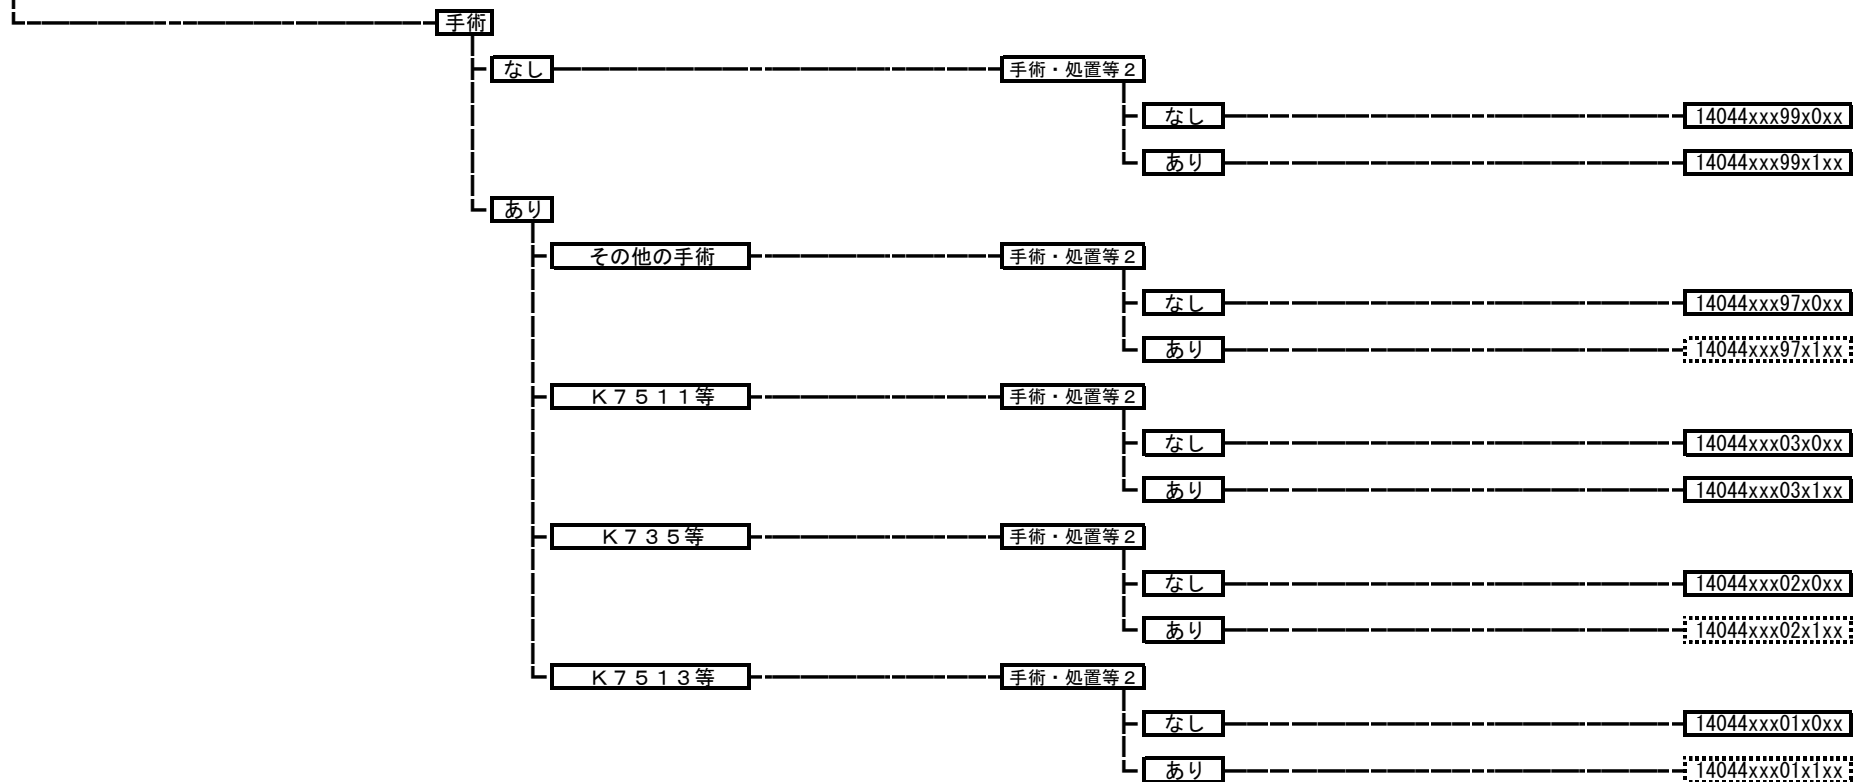 手術
なし
手術・処置等２
なし
14044xxx99x0xx
あり
14044xxx99x1xx
あり
その他の手術
手術・処置等２
なし
14044xxx97x0xx
あり
14044xxx97x1xx
Ｋ７５１１等
手術・処置等２
なし
14044xxx03x0xx
あり
14044xxx03x1xx
Ｋ７３５等
手術・処置等２
なし
14044xxx02x0xx
あり
14044xxx02x1xx
Ｋ７５１３等
手術・処置等２
なし
14044xxx01x0xx
あり
14044xxx01x1xx